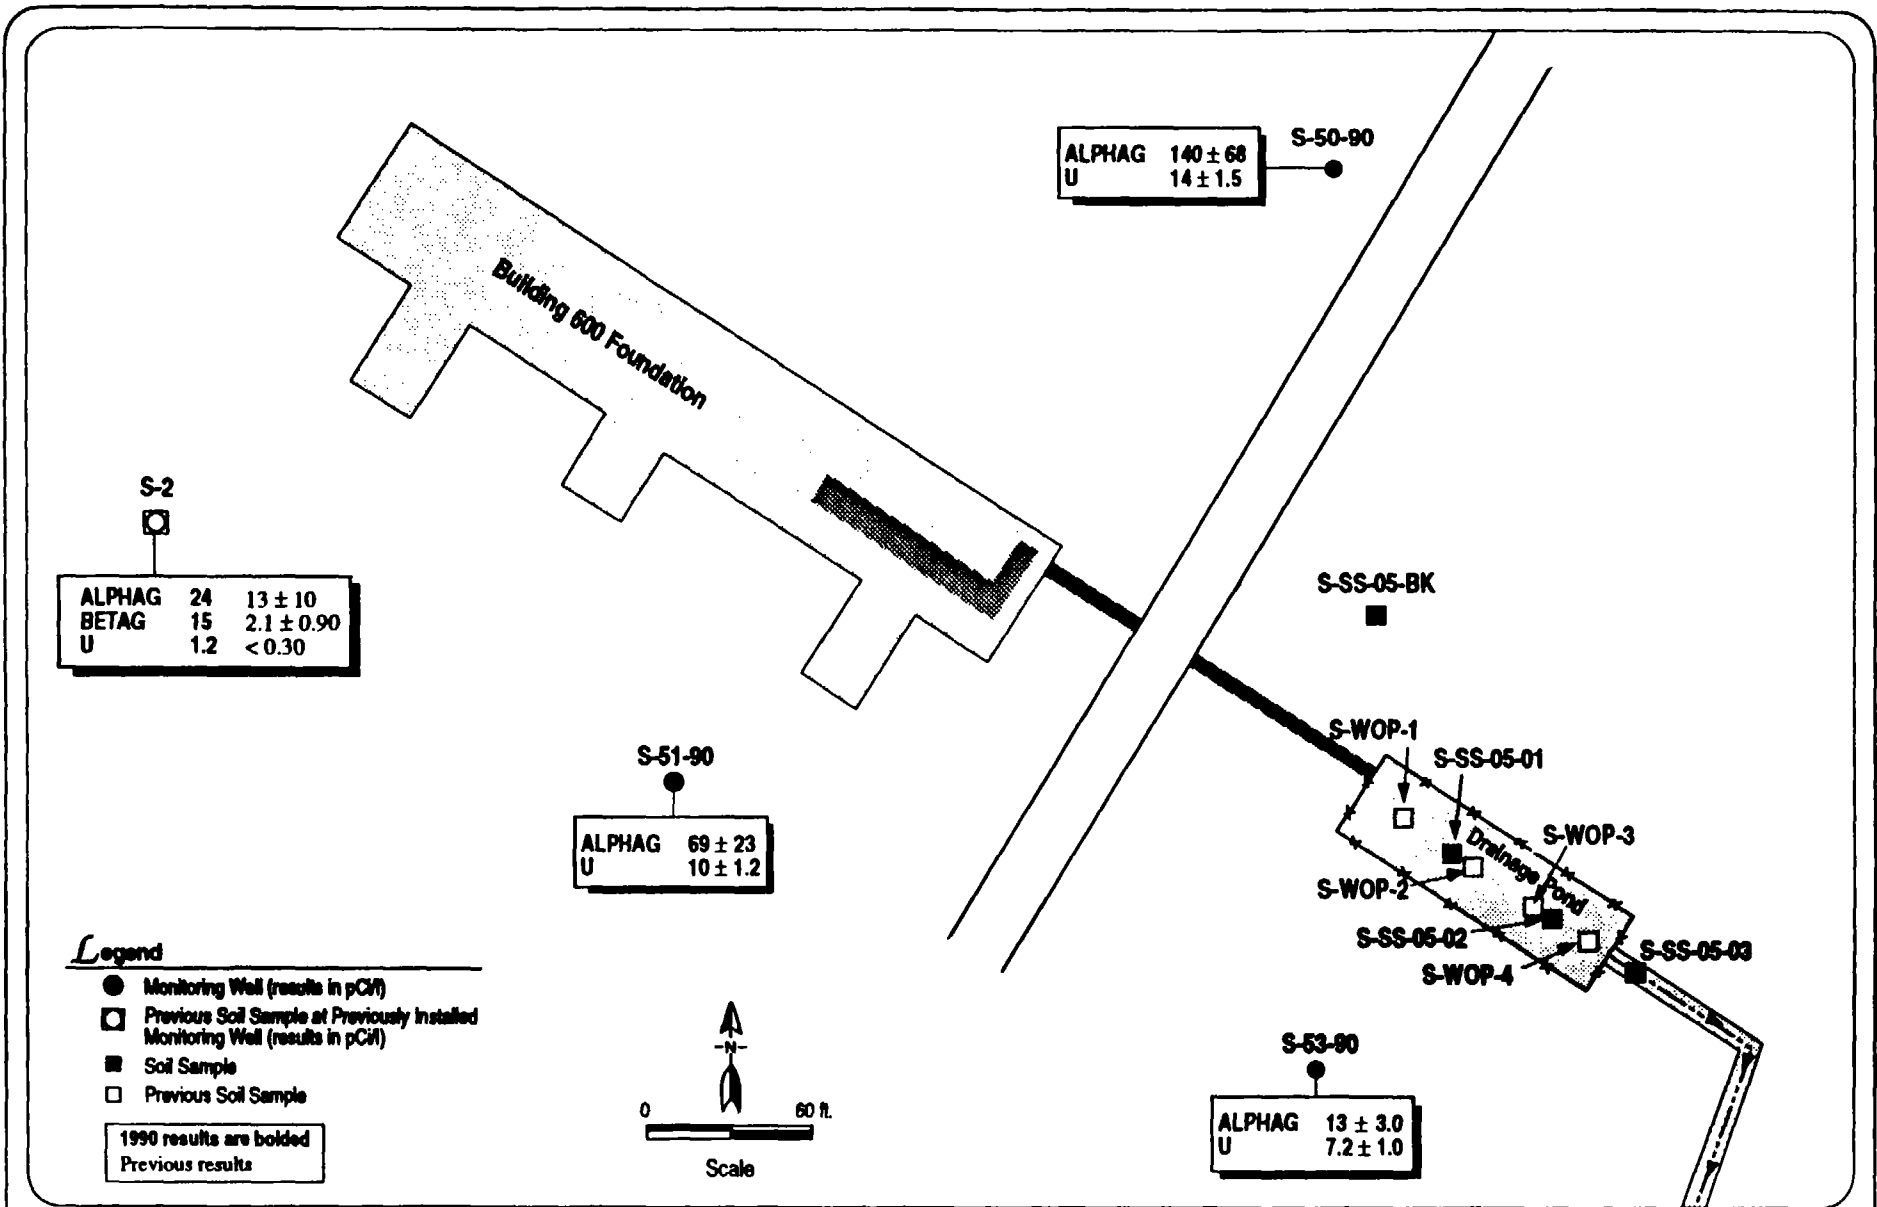 S-50-90
ALPHAG 140 ± 68
U 14 ± 1.5
Building 600 Foundation
S-2
ALPHAG 24 13 ± 10
BETAG 15 2.1 ± 0.90
U 1.2 < 0.30
S-SS-05-BK
S-51-90
ALPHAG 69 ± 23
U 10 ± 1.2
S-WOP-1
S-SS-05-01
S-WOP-3
Drainage Pond
S-WOP-2
S-SS-05-02
S-WOP-4
S-SS-05-03
Legend
Monitoring Well (results in pCi/l)
Previous Soil Sample at Previously Installed
Monitoring Well (results in pCi/l)
Soil Sample
Previous Soil Sample
1990 results are bolded
Previous results
-N-
0 60 ft.
Scale
S-53-90
ALPHAG 13 ± 3.0
U 7.2 ± 1.0